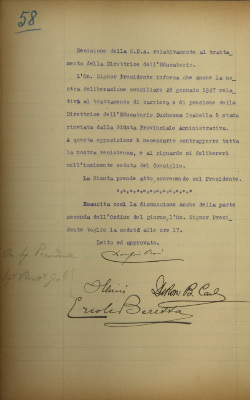 58
Decisione della G.P.A. relativamente al tratta-
mento della Direttrice dell'Educatorio.
L'On. Signor Presidente informa che anche la no-
stra deliberazione consigliare 28 gennaio 1927 rela-
tiva al trattamento di carriera e di pensione della
Direttrice dell'Educatorio Duchessa Isabella è stata
rinviata dalla Giunta Provinciale Amministrativa.
A questa opposizione è necessario contrapporre tutta
la nostra resistenza, e al riguardo si delibererà
nell'imminente seduta del Consiglio.
La Giunta prende atto convenendo col Presidente.
Esaurita così la discussione anche della parte
seconda dell'Ordine del giorno, l'On. Signor Presi-
dente toglie la seduta alle ore 17.
Letto ed approvato.
Ercole Beretta